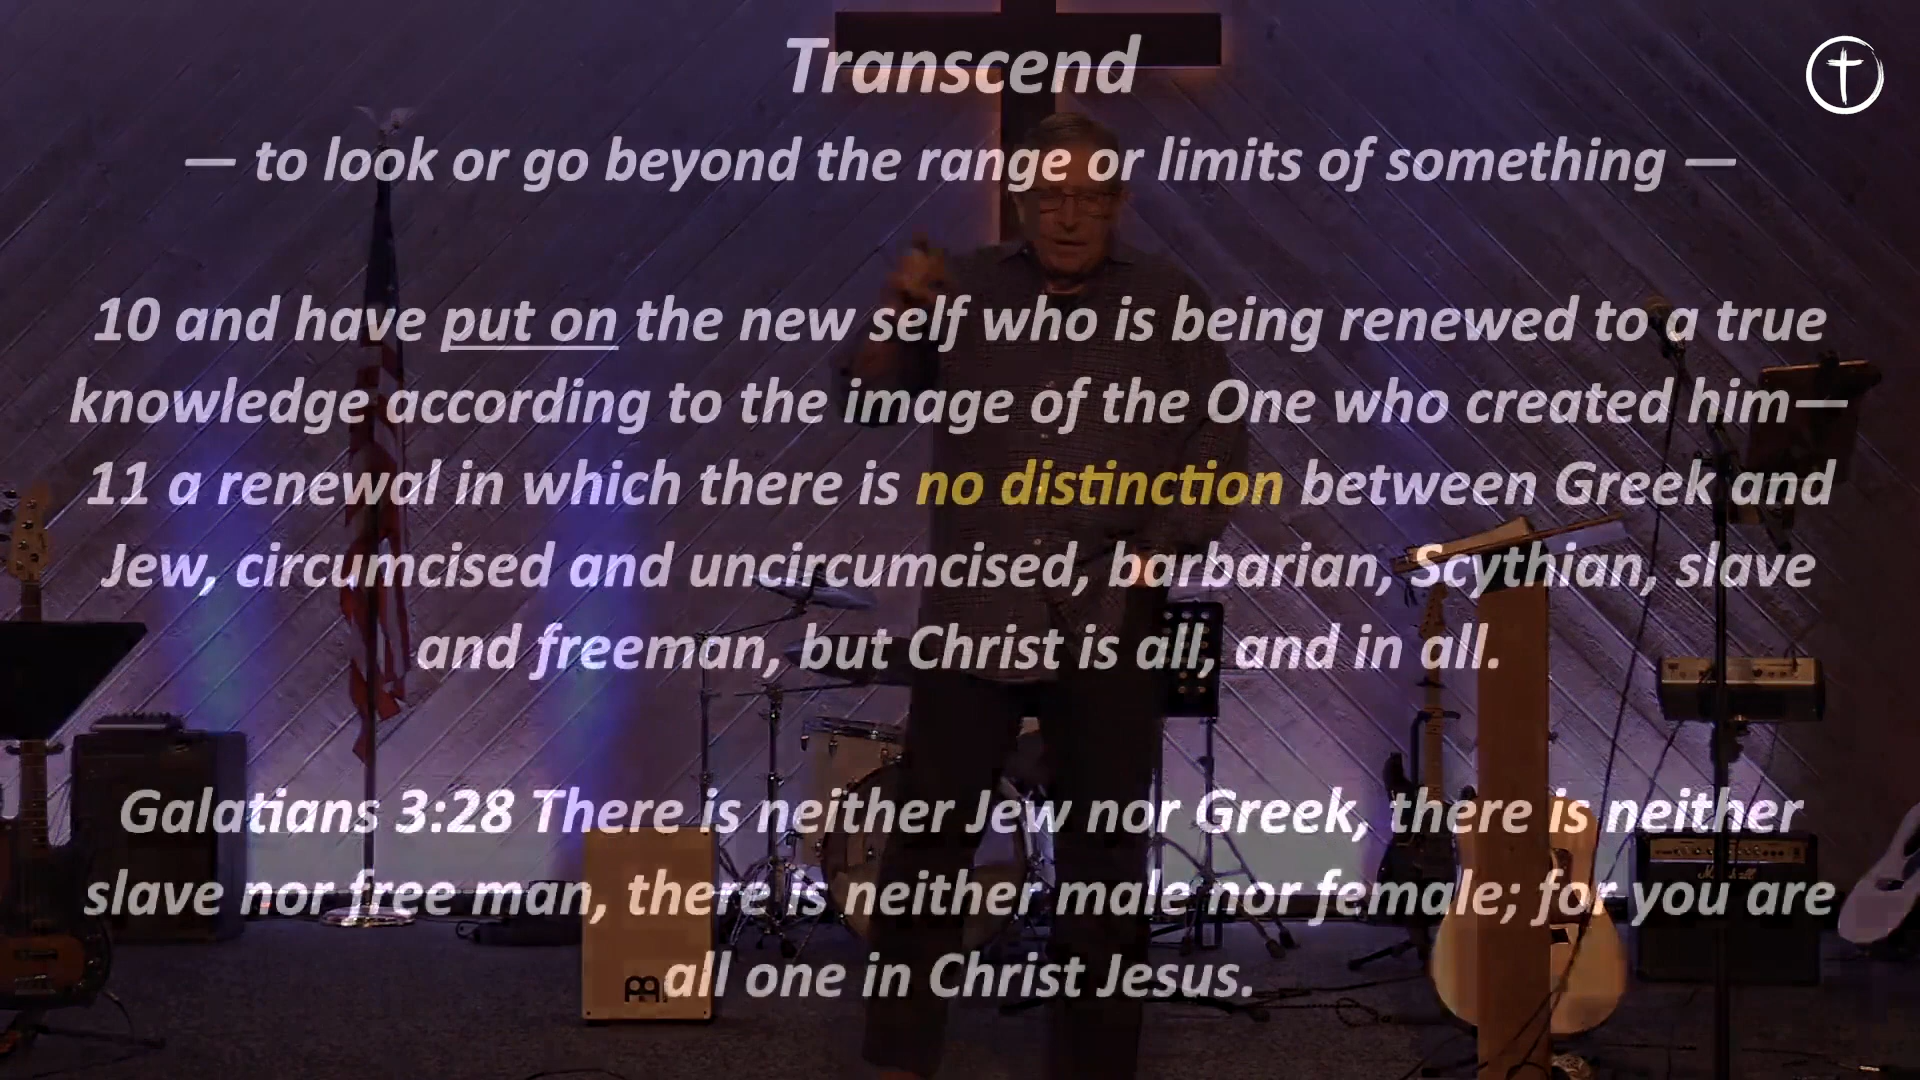 Transcend
— to look or go beyond the range or limits of something —
10 and have put on the new self who is being renewed to a true
knowledge according to the image of the One who created him—
11 a renewal in which there is no distinction between Greek and
Jew, circumcised and uncircumcised, barbarian, Scythian, slave
and freeman, but Christ is all, and in all.
Galatians 3:28 There is neither Jew nor Greek, there is neither
slave nor free man, there is neither male nor female; for you are
all one in Christ Jesus.
Marshall